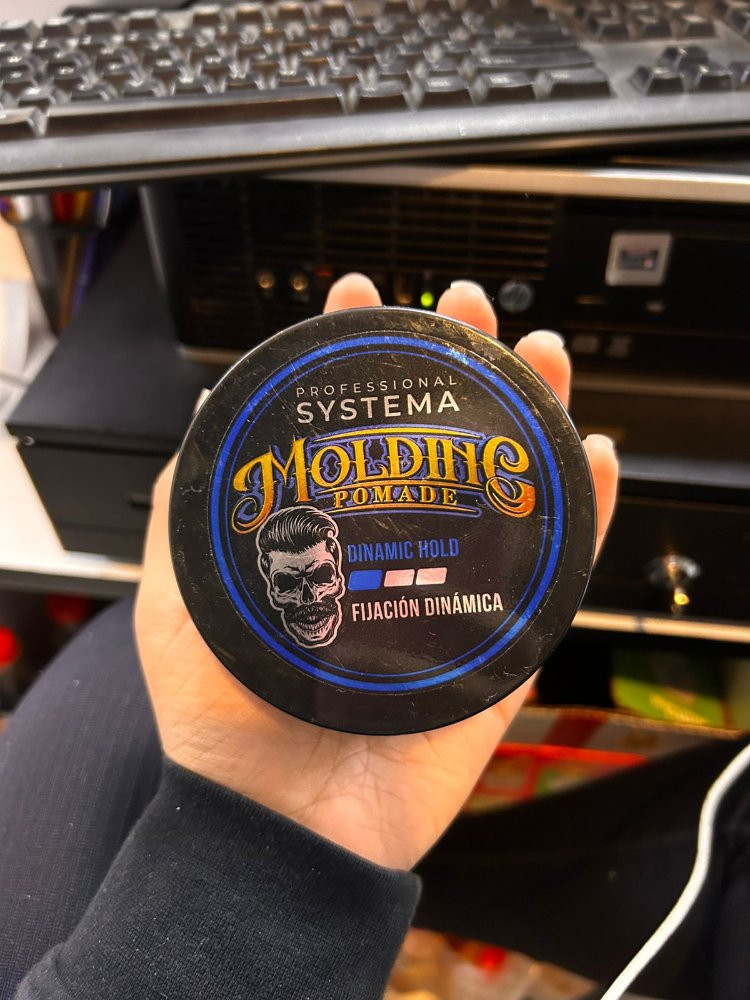 PROFESSIONAL
SYSTEMA
MOLDING
POMADE
DINAMIC HOLD
FIJACIÓN DINÁMICA